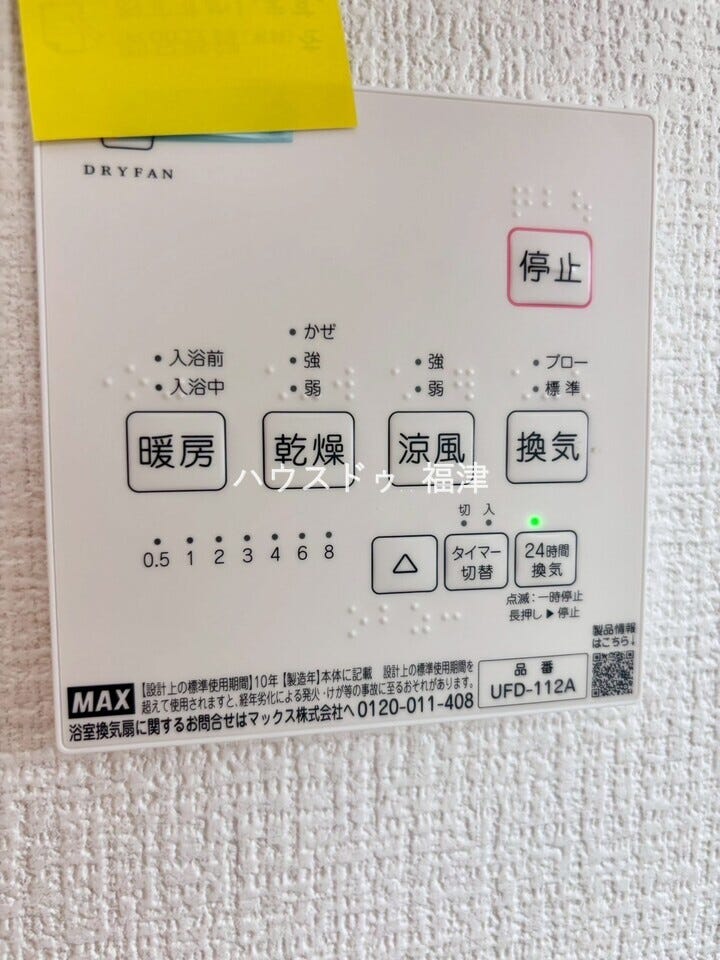 DRYFAN
停止
かぜ
入浴前 強 強 ブロー
入浴中 弱 弱 標準
暖房 乾燥 涼風 換気
ハウスドゥ 福津
切 入
0.5 1 2 3 4 6 8 △ タイマー切替 24時間換気
点滅:一時停止
長押し▶停止
製品情報
はこちら↓
MAX 【設計上の標準使用期間】10年 【製造年】本体に記載 設計上の標準使用期間を
超えて使用されますと、経年劣化による発火・けが等の事故に至るおそれがあります。
品番
UFD-112A
浴室換気扇に関するお問合せはマックス株式会社へ 0120-011-408